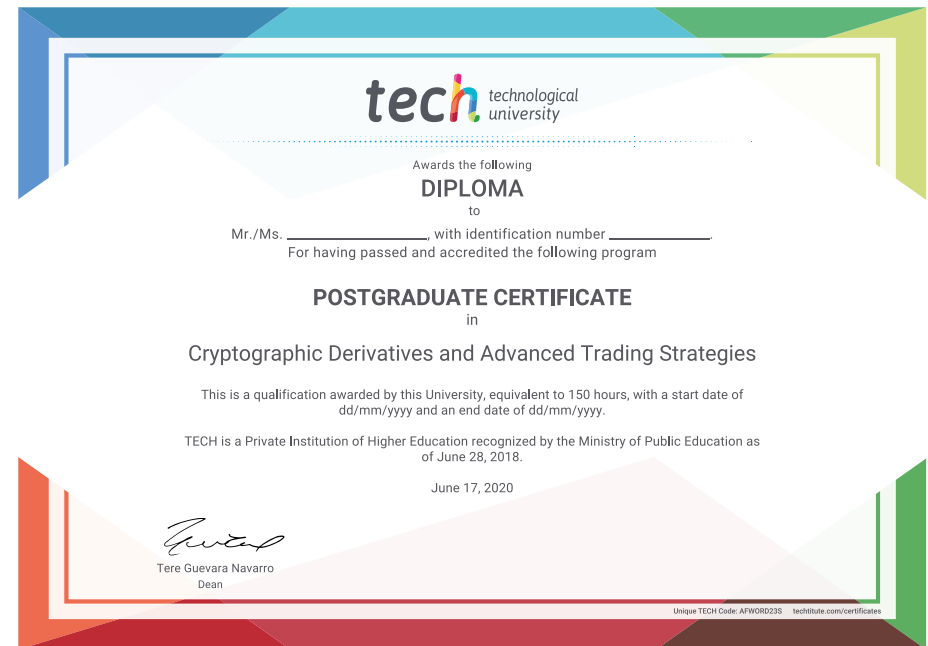 tech technological
university
Awards the following
DIPLOMA
to
Mr./Ms. ____________________, with identification number ______________.
For having passed and accredited the following program
POSTGRADUATE CERTIFICATE
in
Cryptographic Derivatives and Advanced Trading Strategies
This is a qualification awarded by this University, equivalent to 150 hours, with a start date of
dd/mm/yyyy and an end date of dd/mm/yyyy.
TECH is a Private Institution of Higher Education recognized by the Ministry of Public Education as
of June 28, 2018.
June 17, 2020
Tere Guevara Navarro
Dean
Unique TECH Code: AFWORD23S techtitute.com/certificates